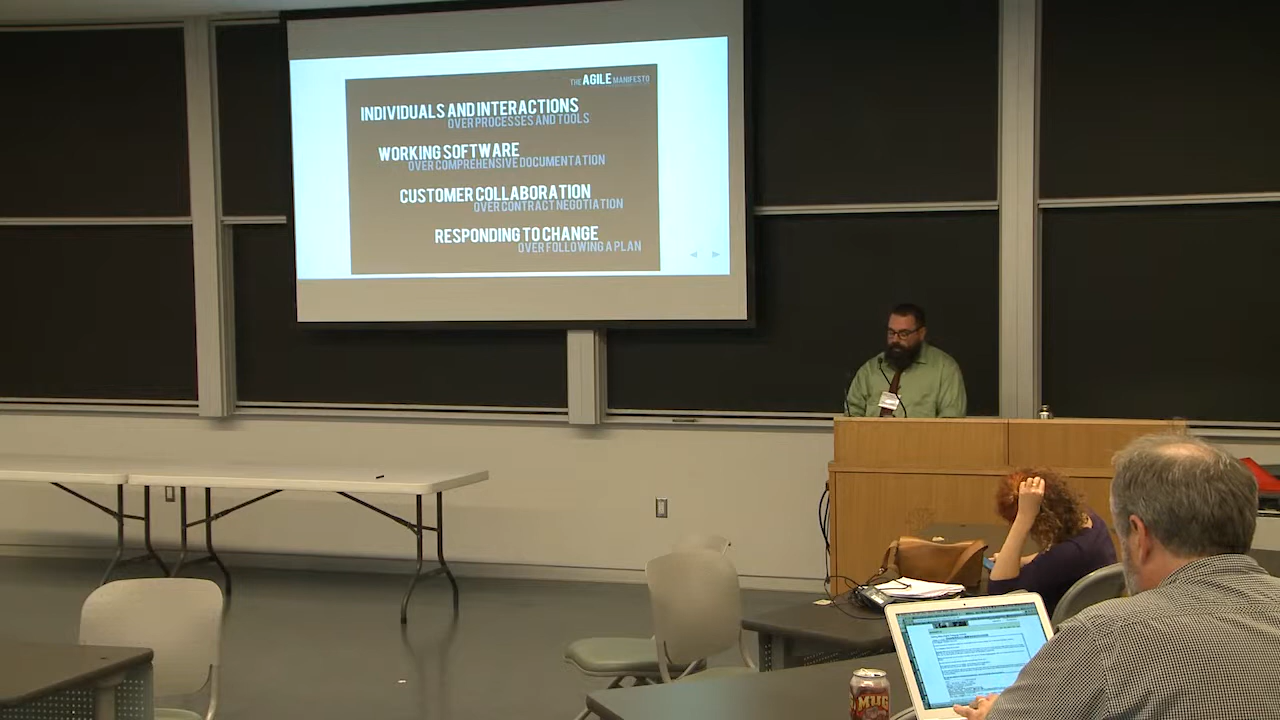 THE AGILE MANIFESTO
INDIVIDUALS AND INTERACTIONS
OVER PROCESSES AND TOOLS
WORKING SOFTWARE
OVER COMPREHENSIVE DOCUMENTATION
CUSTOMER COLLABORATION
OVER CONTRACT NEGOTIATION
RESPONDING TO CHANGE
OVER FOLLOWING A PLAN
MUG